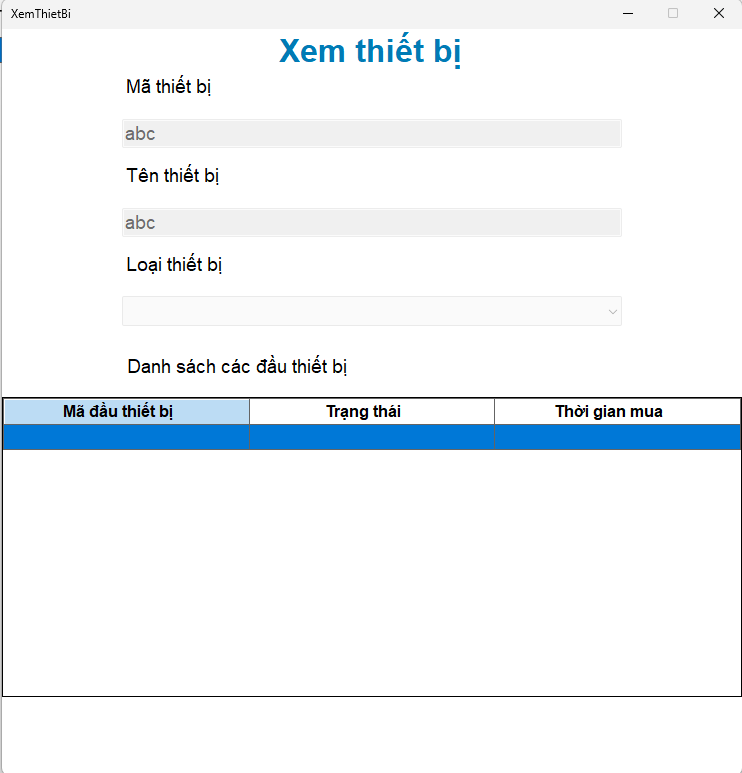 XemThietBi
Xem thiết bị
Mã thiết bị
abc
Tên thiết bị
abc
Loại thiết bị
Danh sách các đầu thiết bị
Mã đầu thiết bị Trạng thái Thời gian mua